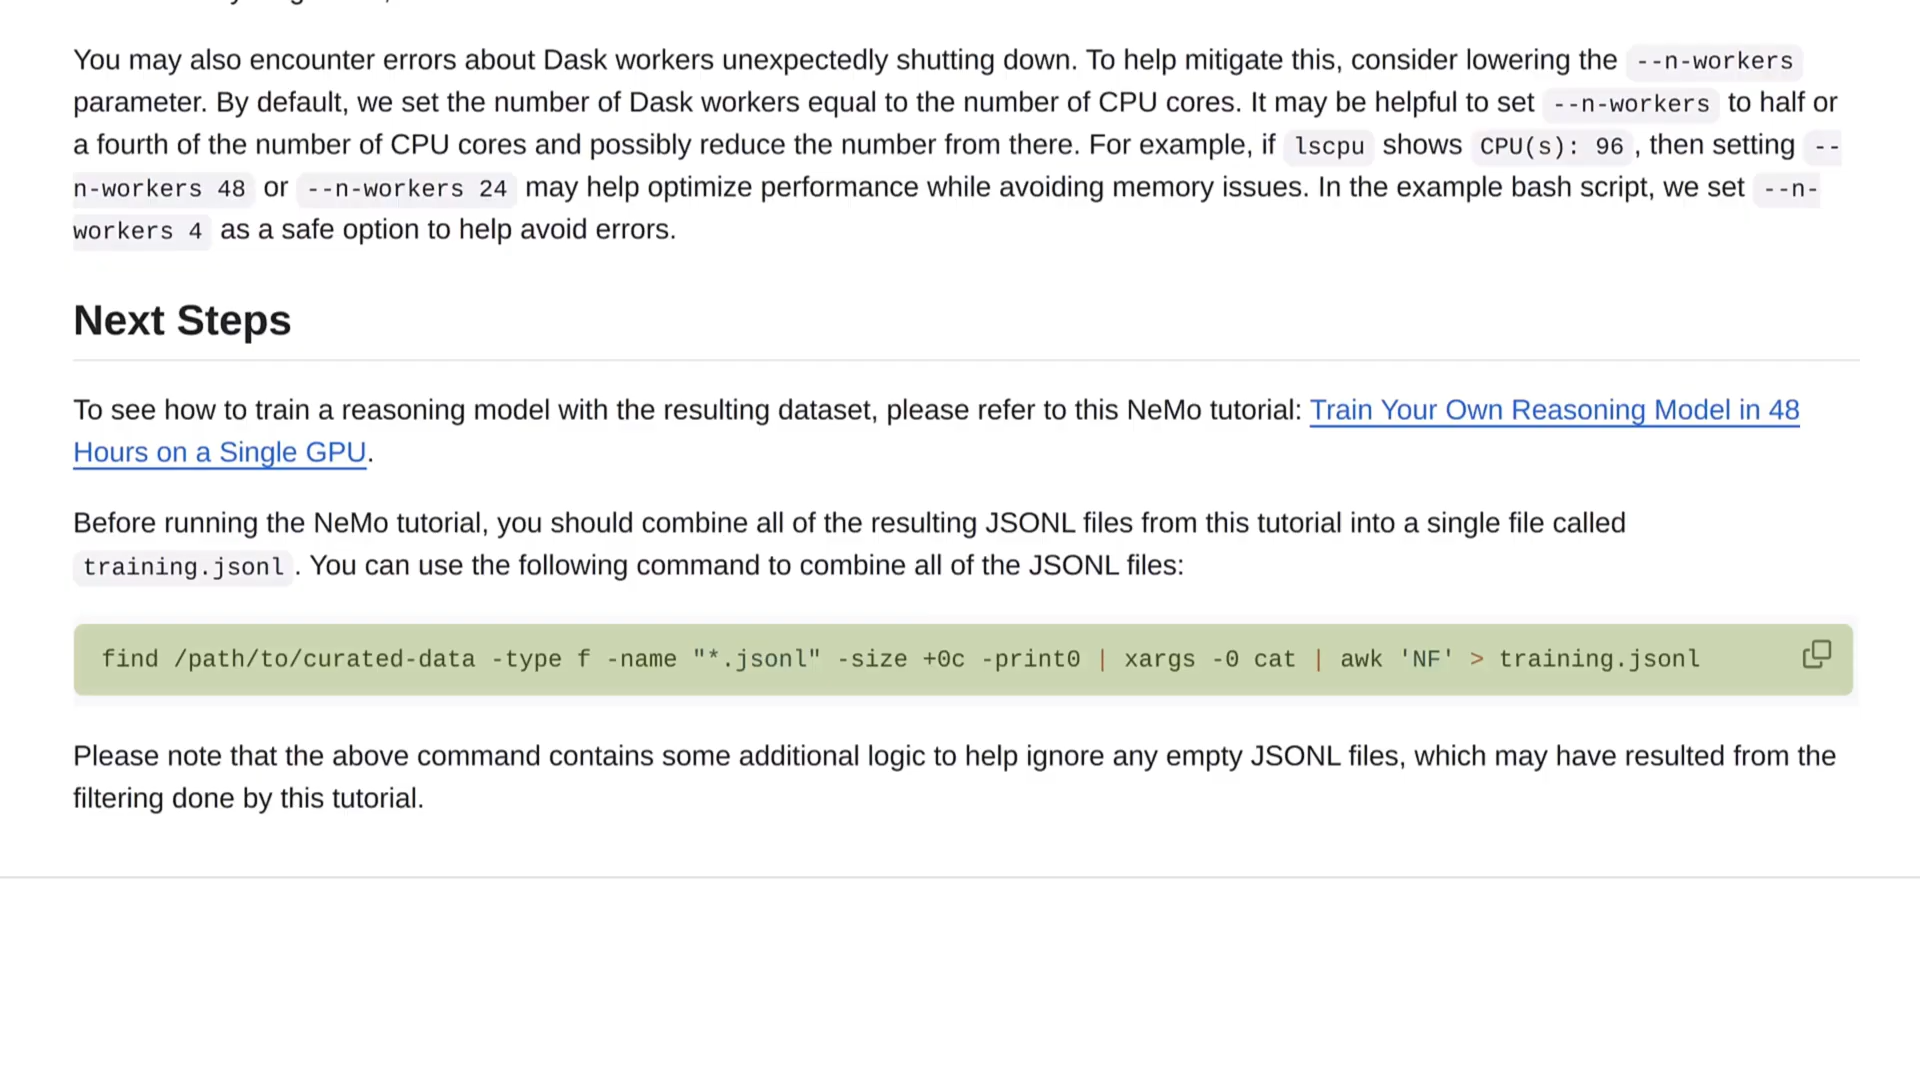 You may also encounter errors about Dask workers unexpectedly shutting down. To help mitigate this, consider lowering the --n-workers
parameter. By default, we set the number of Dask workers equal to the number of CPU cores. It may be helpful to set --n-workers to half or
a fourth of the number of CPU cores and possibly reduce the number from there. For example, if lscpu shows CPU(s): 96 , then setting --
n-workers 48 or --n-workers 24 may help optimize performance while avoiding memory issues. In the example bash script, we set --n-
workers 4 as a safe option to help avoid errors.
Next Steps
To see how to train a reasoning model with the resulting dataset, please refer to this NeMo tutorial: Train Your Own Reasoning Model in 48
Hours on a Single GPU.
Before running the NeMo tutorial, you should combine all of the resulting JSONL files from this tutorial into a single file called
training.jsonl . You can use the following command to combine all of the JSONL files:
find /path/to/curated-data -type f -name "*.jsonl" -size +0c -print0 | xargs -0 cat | awk 'NF' > training.jsonl
Please note that the above command contains some additional logic to help ignore any empty JSONL files, which may have resulted from the
filtering done by this tutorial.